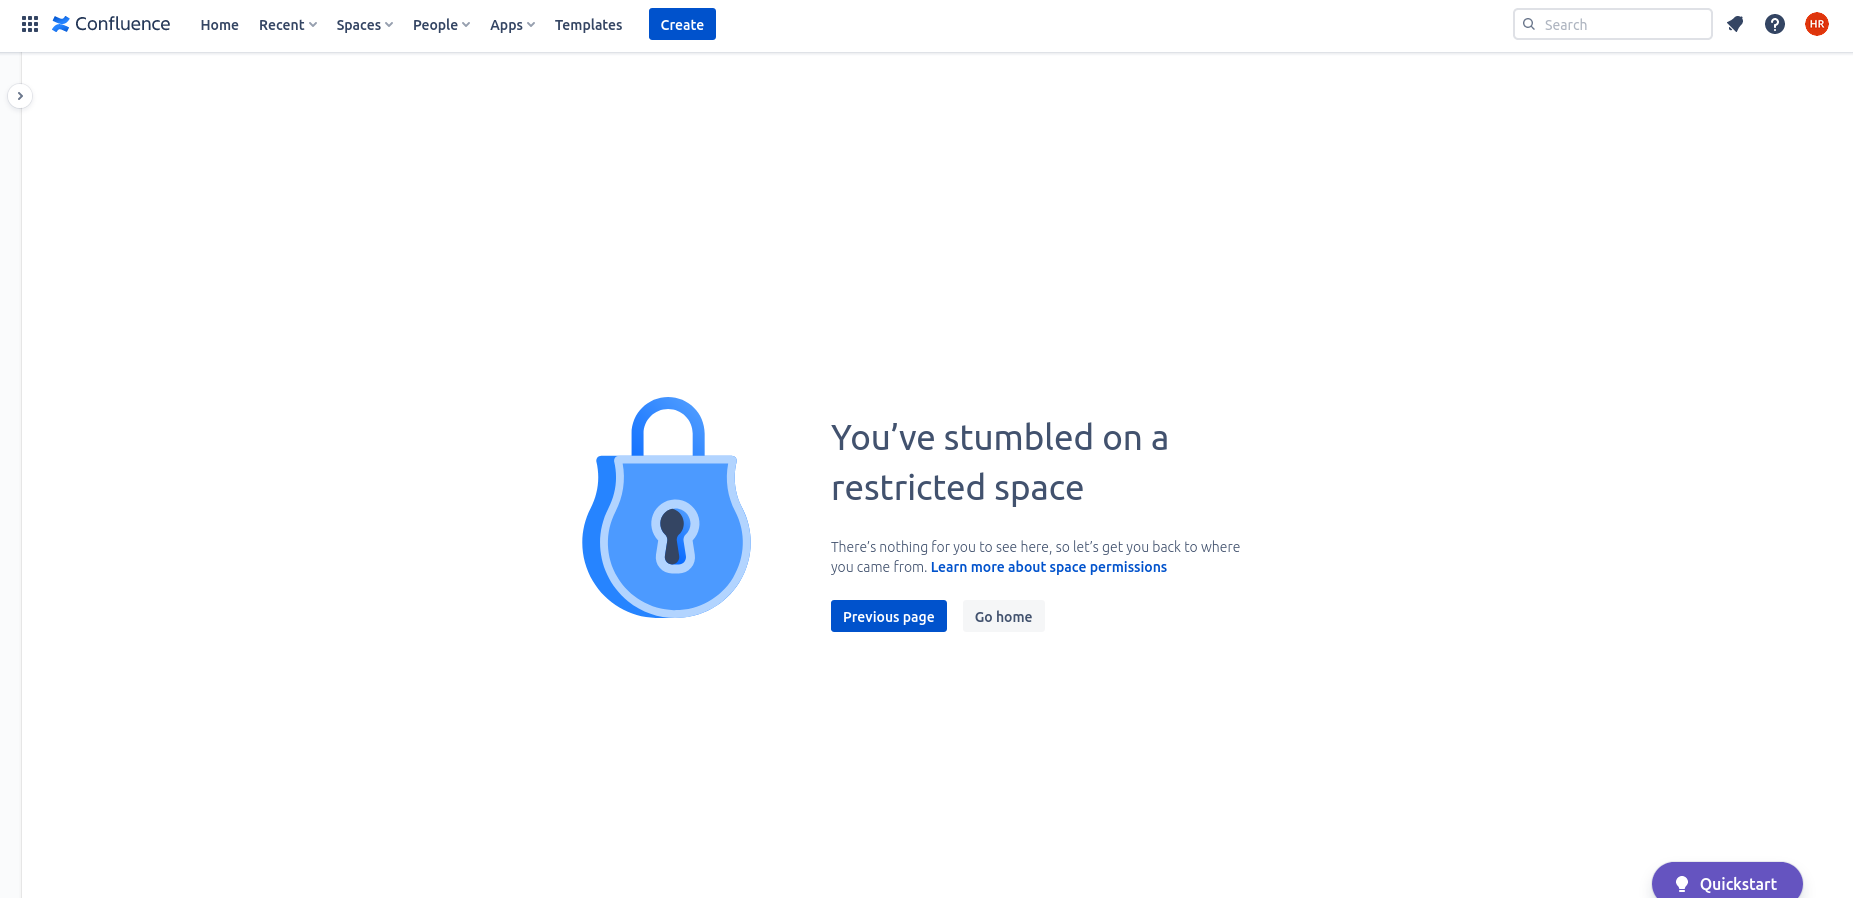 Confluence Home Recent Spaces People Apps Templates Create Search HR
You’ve stumbled on a
restricted space
There’s nothing for you to see here, so let’s get you back to where
you came from. Learn more about space permissions
Previous page Go home
Quickstart